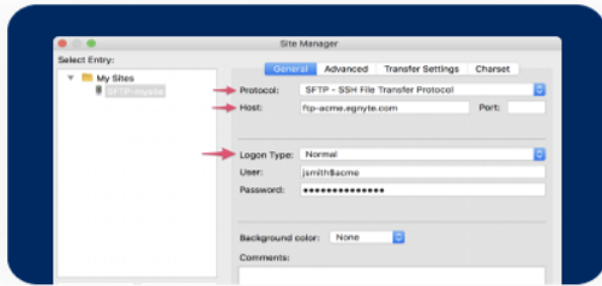 Site Manager
Select Entry:
My Sites
SFTP-mysite
General Advanced Transfer Settings Charset
Protocol: SFTP - SSH File Transfer Protocol
Host: ftp-acme.egnyte.com Port:
Logon Type: Normal
User: jsmith$acme
Password: ••••••••••••••
Background color: None
Comments: